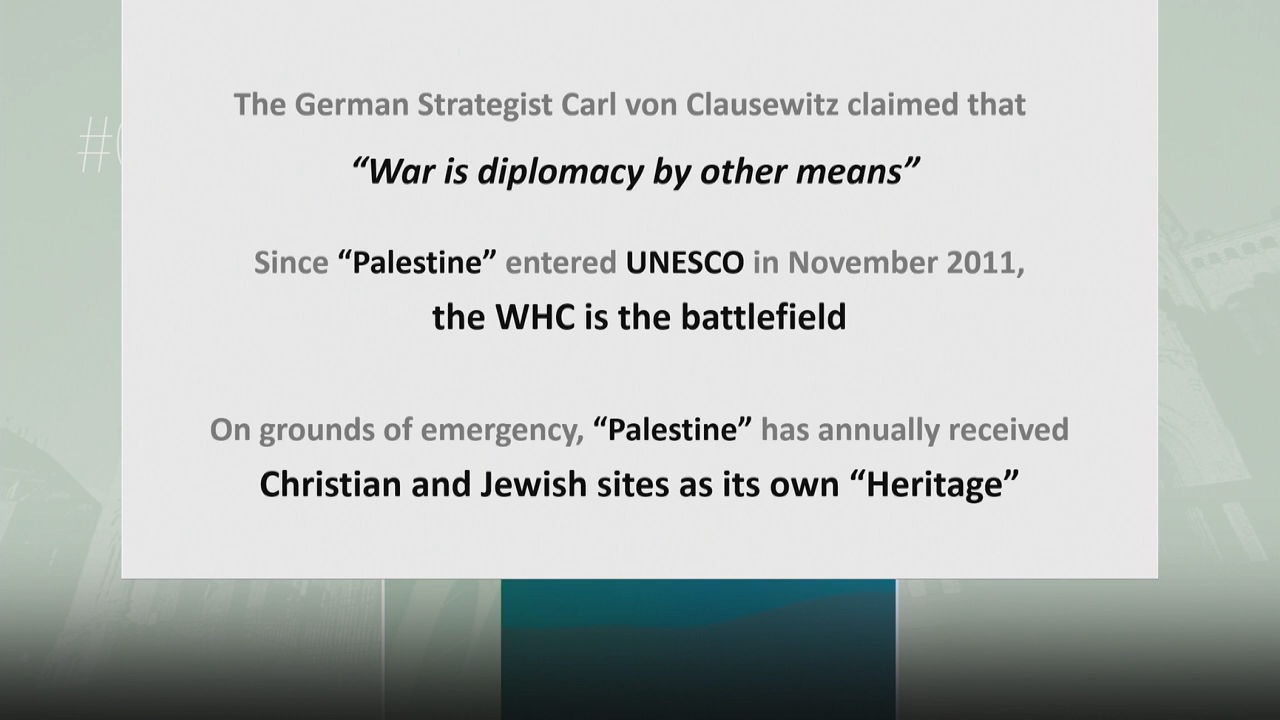 The German Strategist Carl von Clausewitz claimed that
“War is diplomacy by other means”
Since “Palestine” entered UNESCO in November 2011,
the WHC is the battlefield
On grounds of emergency, “Palestine” has annually received
Christian and Jewish sites as its own “Heritage”